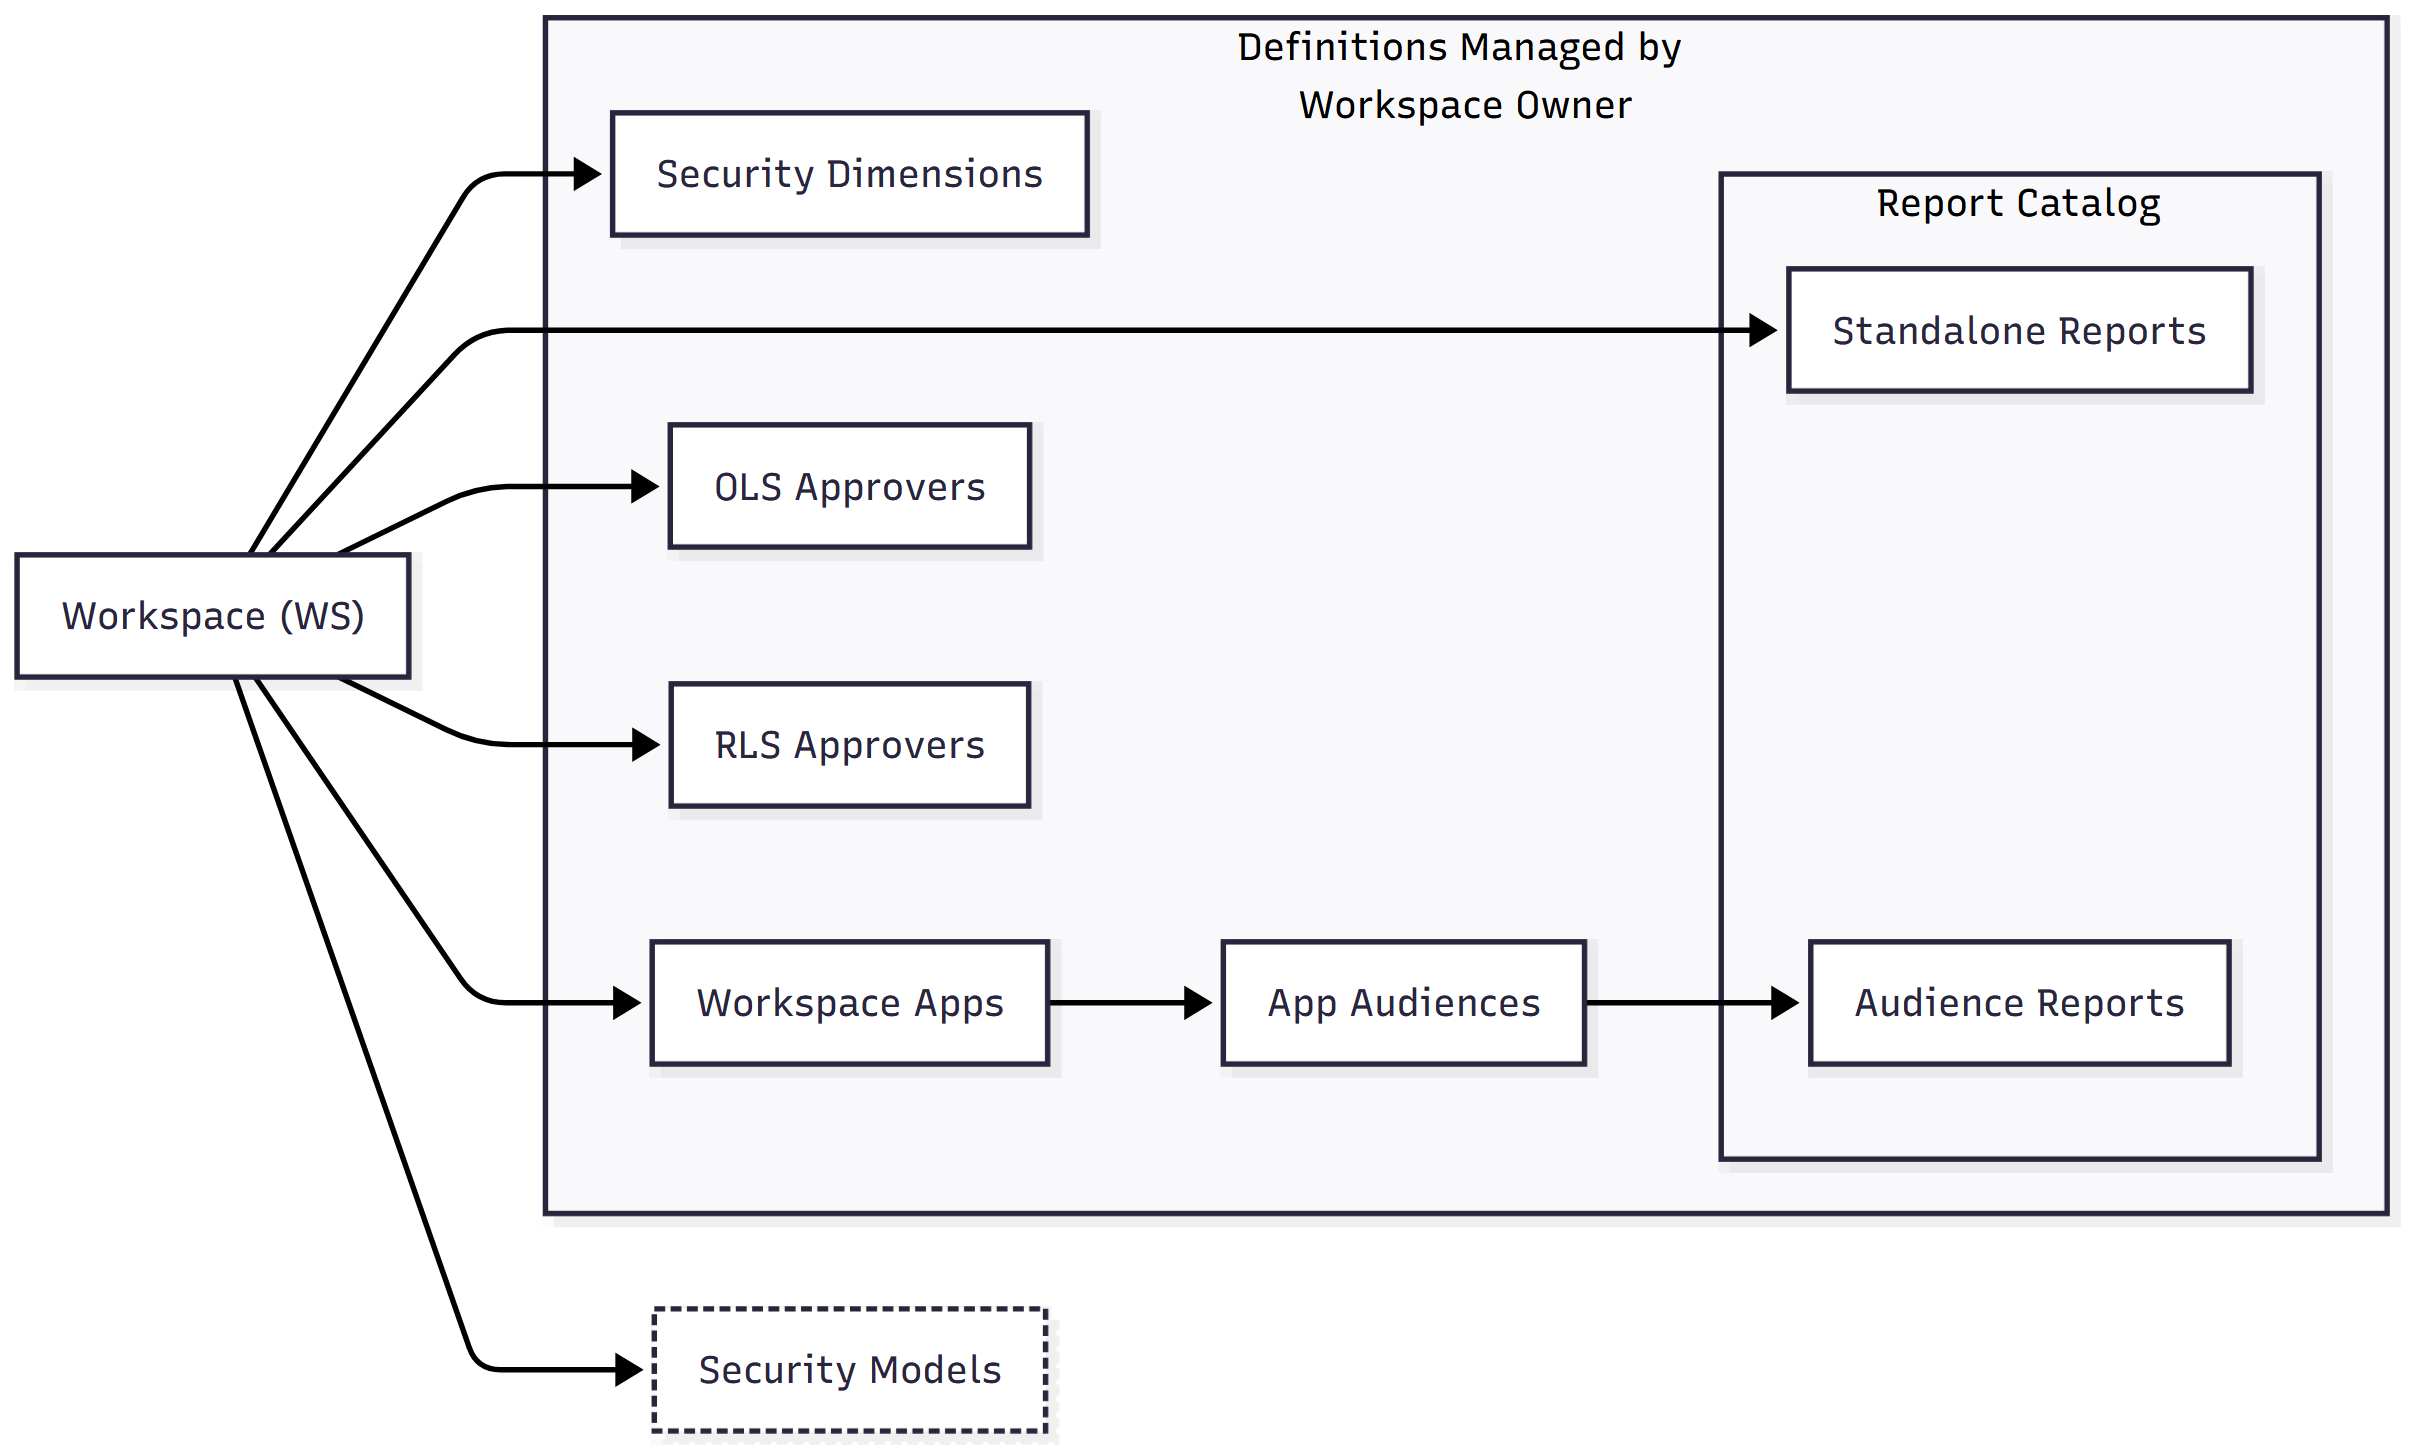 Definitions Managed by
Workspace Owner
Security Dimensions
Report Catalog
Standalone Reports
OLS Approvers
Workspace (WS)
RLS Approvers
Workspace Apps
App Audiences
Audience Reports
Security Models